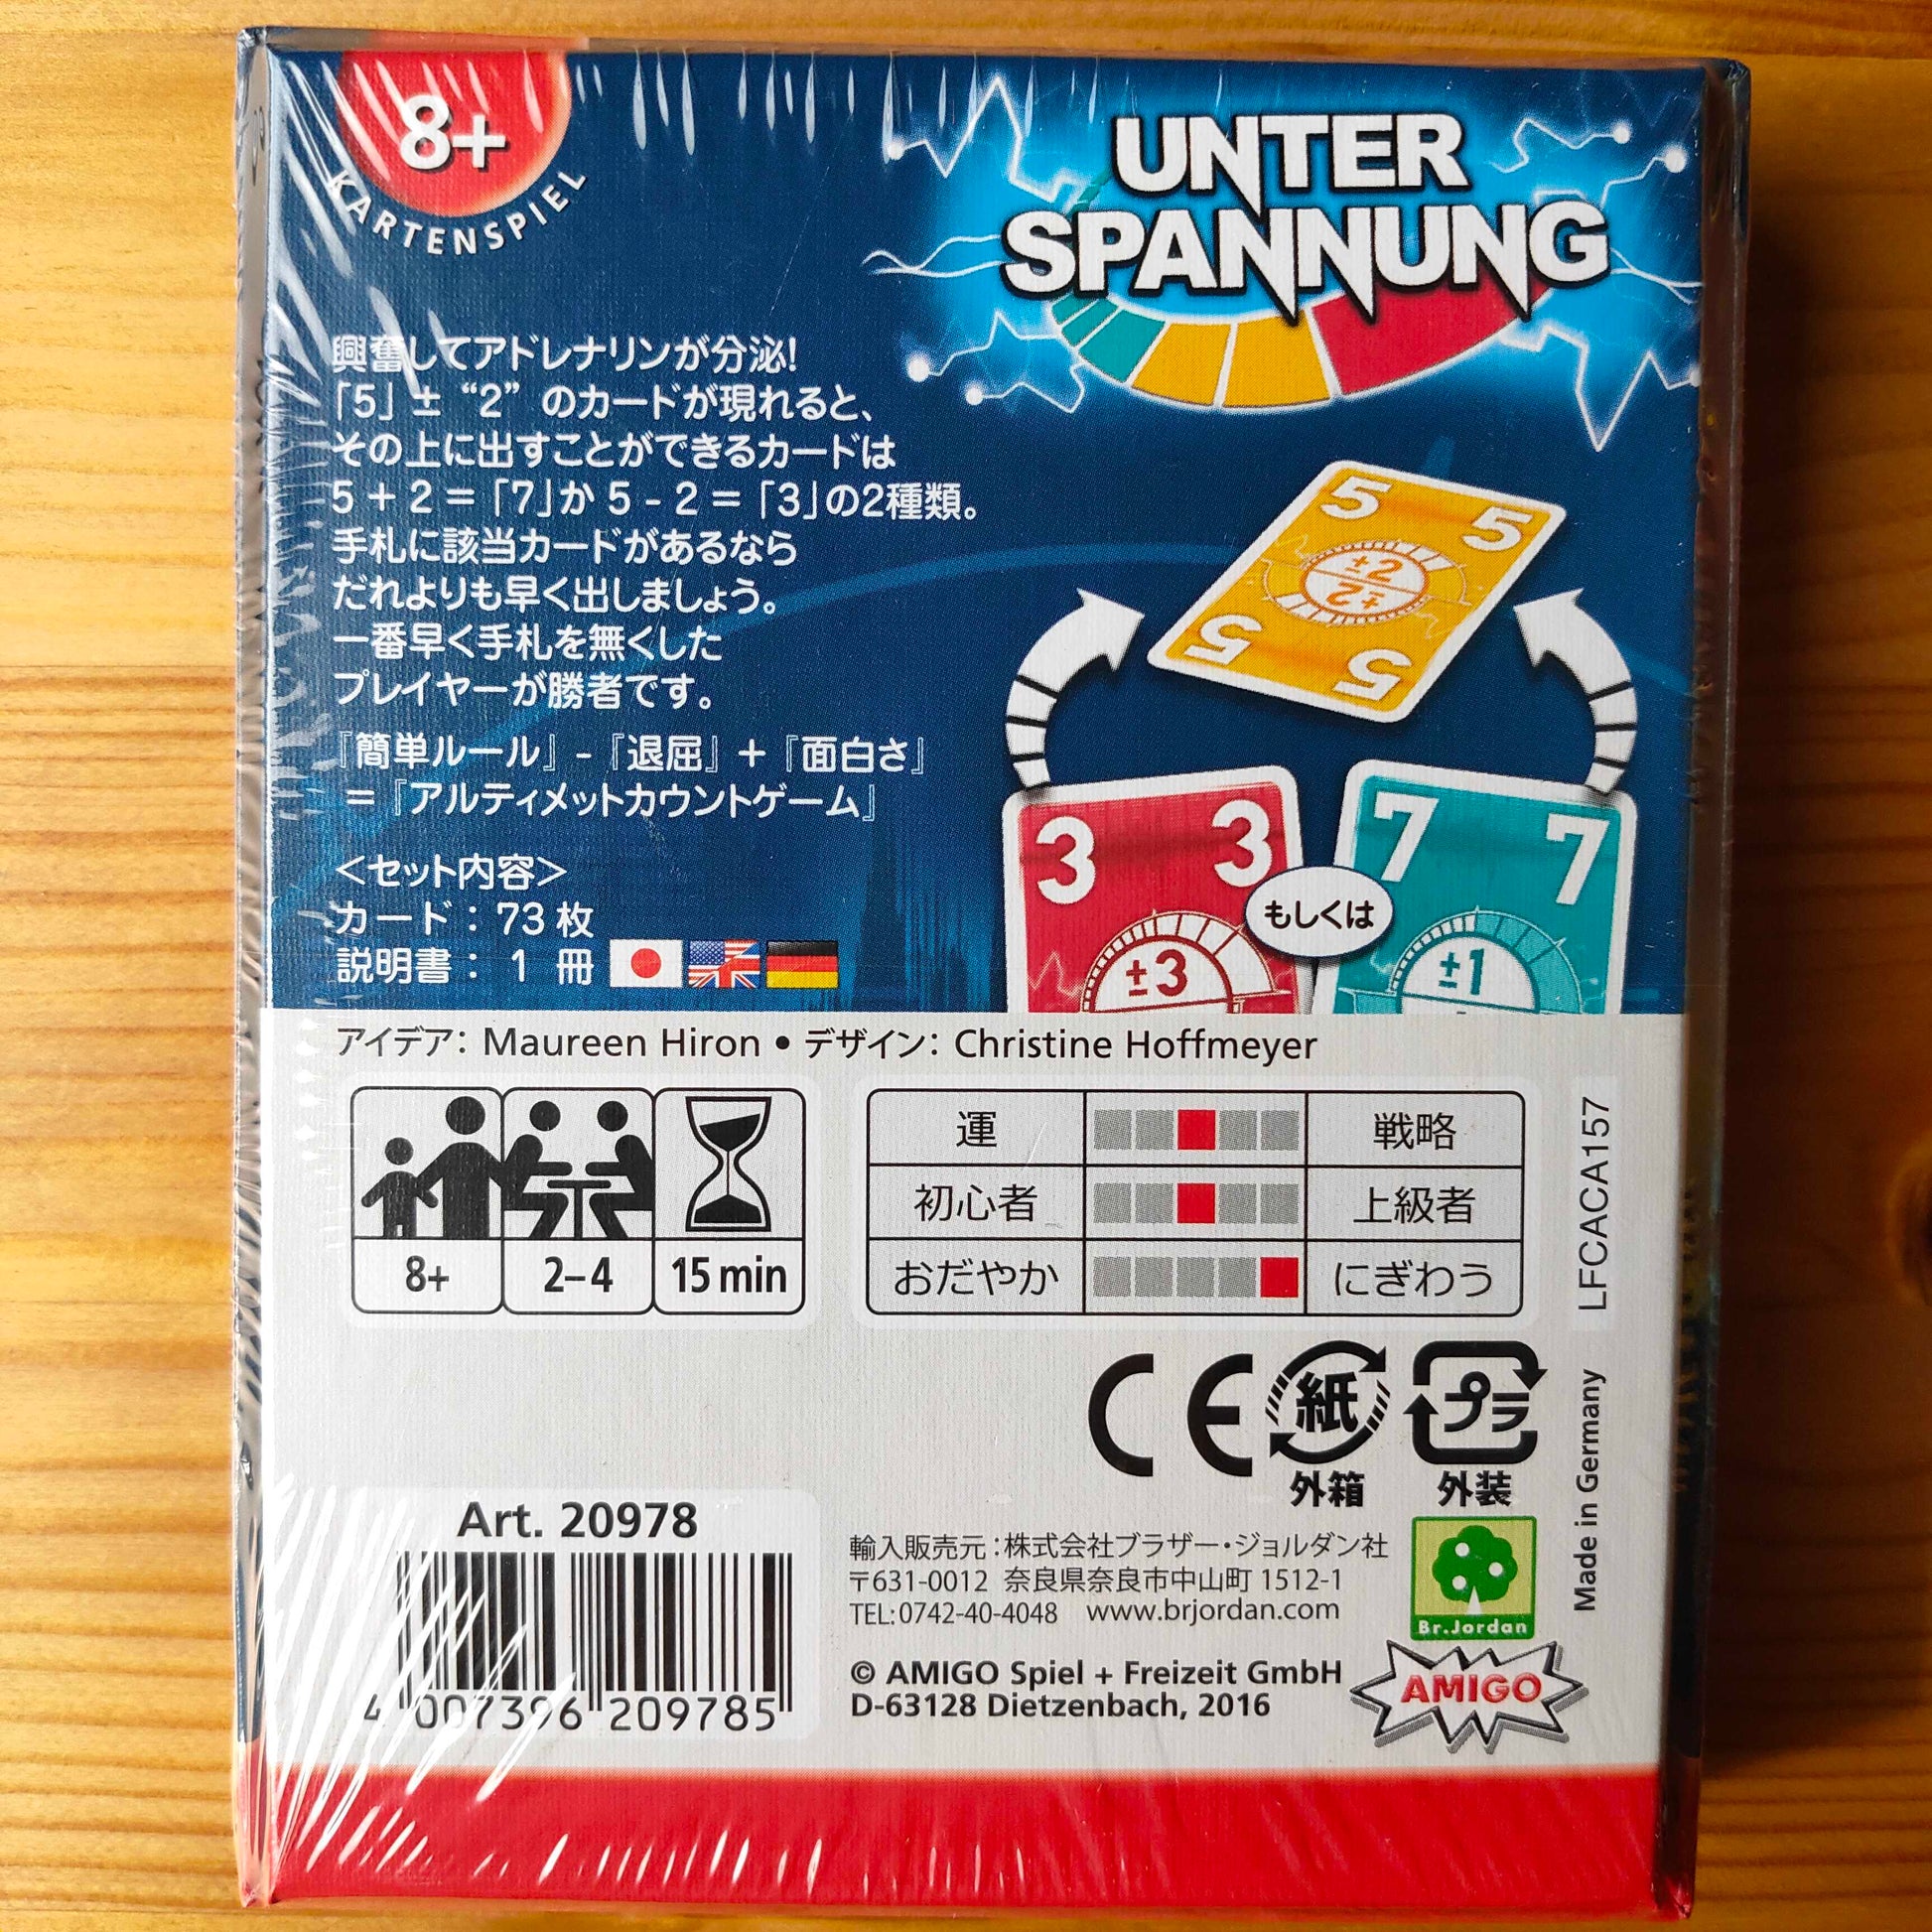 8+
KARTENSPIEL
UNTER
SPANNUNG
興奮してアドレナリンが分泌!
「5」± “2” のカードが現れると、
その上に出すことができるカードは
5 + 2 = 「7」か 5 - 2 = 「3」の2種類。
手札に該当カードがあるなら
だれよりも早く出しましょう。
一番早く手札を無くした
プレイヤーが勝者です。
『簡単ルール』 - 『退屈』 + 『面白さ』
= 『アルティメットカウントゲーム』
5 5
±2
±2
5 5
3 3
±3
もしくは
7 7
±1
<セット内容>
カード : 73 枚
説明書 : 1 冊
アイデア: Maureen Hiron • デザイン: Christine Hoffmeyer
8+ 2–4 15 min
運 戦略
初心者 上級者
おだやか にぎわう
LFCACA157
CE 紙 プラ
外箱 外装
Made in Germany
Art. 20978
4 007396 209785
輸入販売元 : 株式会社ブラザー・ジョルダン社
〒631-0012 奈良県奈良市中山町 1512-1
TEL: 0742-40-4048 www.brjordan.com
Br.Jordan
© AMIGO Spiel + Freizeit GmbH
D-63128 Dietzenbach, 2016
AMIGO